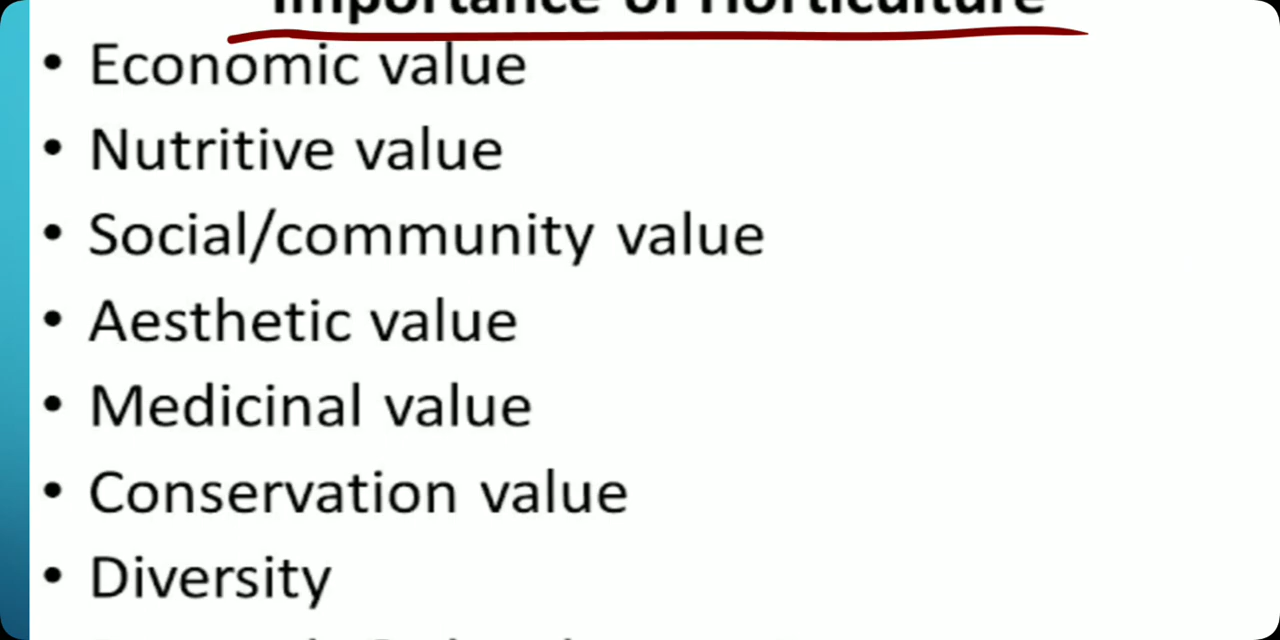 Importance of Horticulture
• Economic value
• Nutritive value
• Social/community value
• Aesthetic value
• Medicinal value
• Conservation value
• Diversity